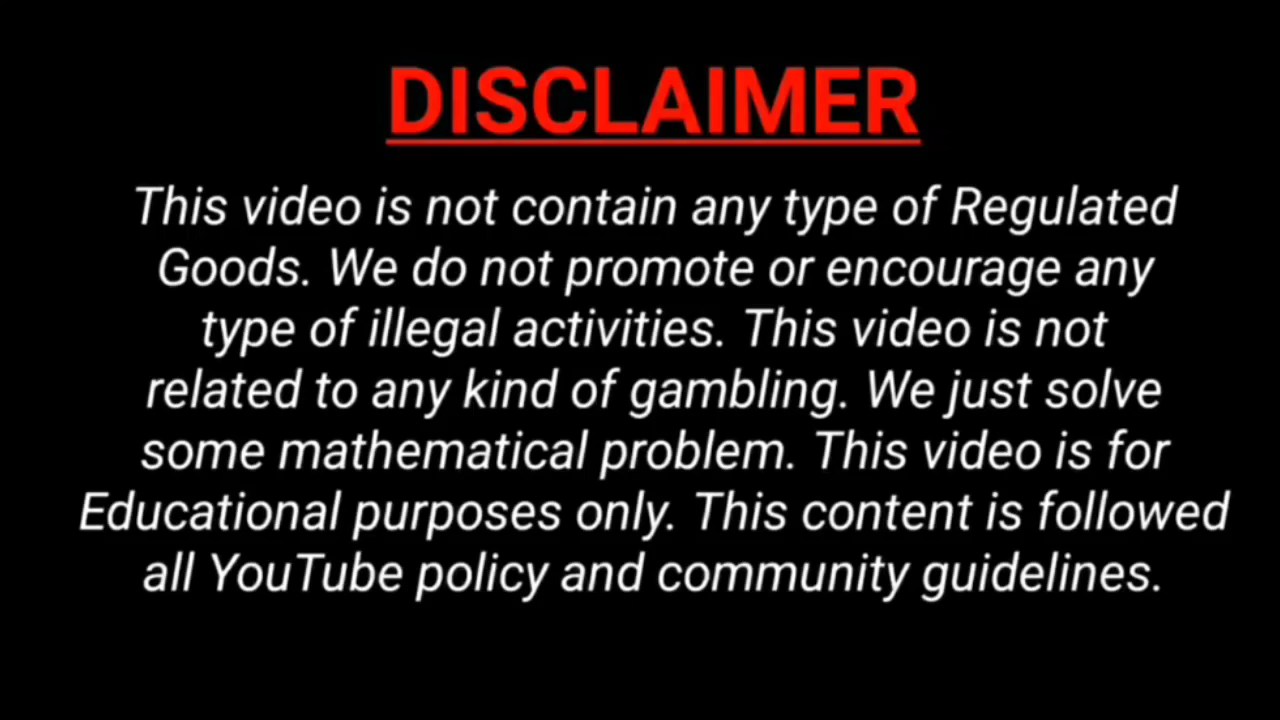 DISCLAIMER
This video is not contain any type of Regulated
Goods. We do not promote or encourage any
type of illegal activities. This video is not
related to any kind of gambling. We just solve
some mathematical problem. This video is for
Educational purposes only. This content is followed
all YouTube policy and community guidelines.